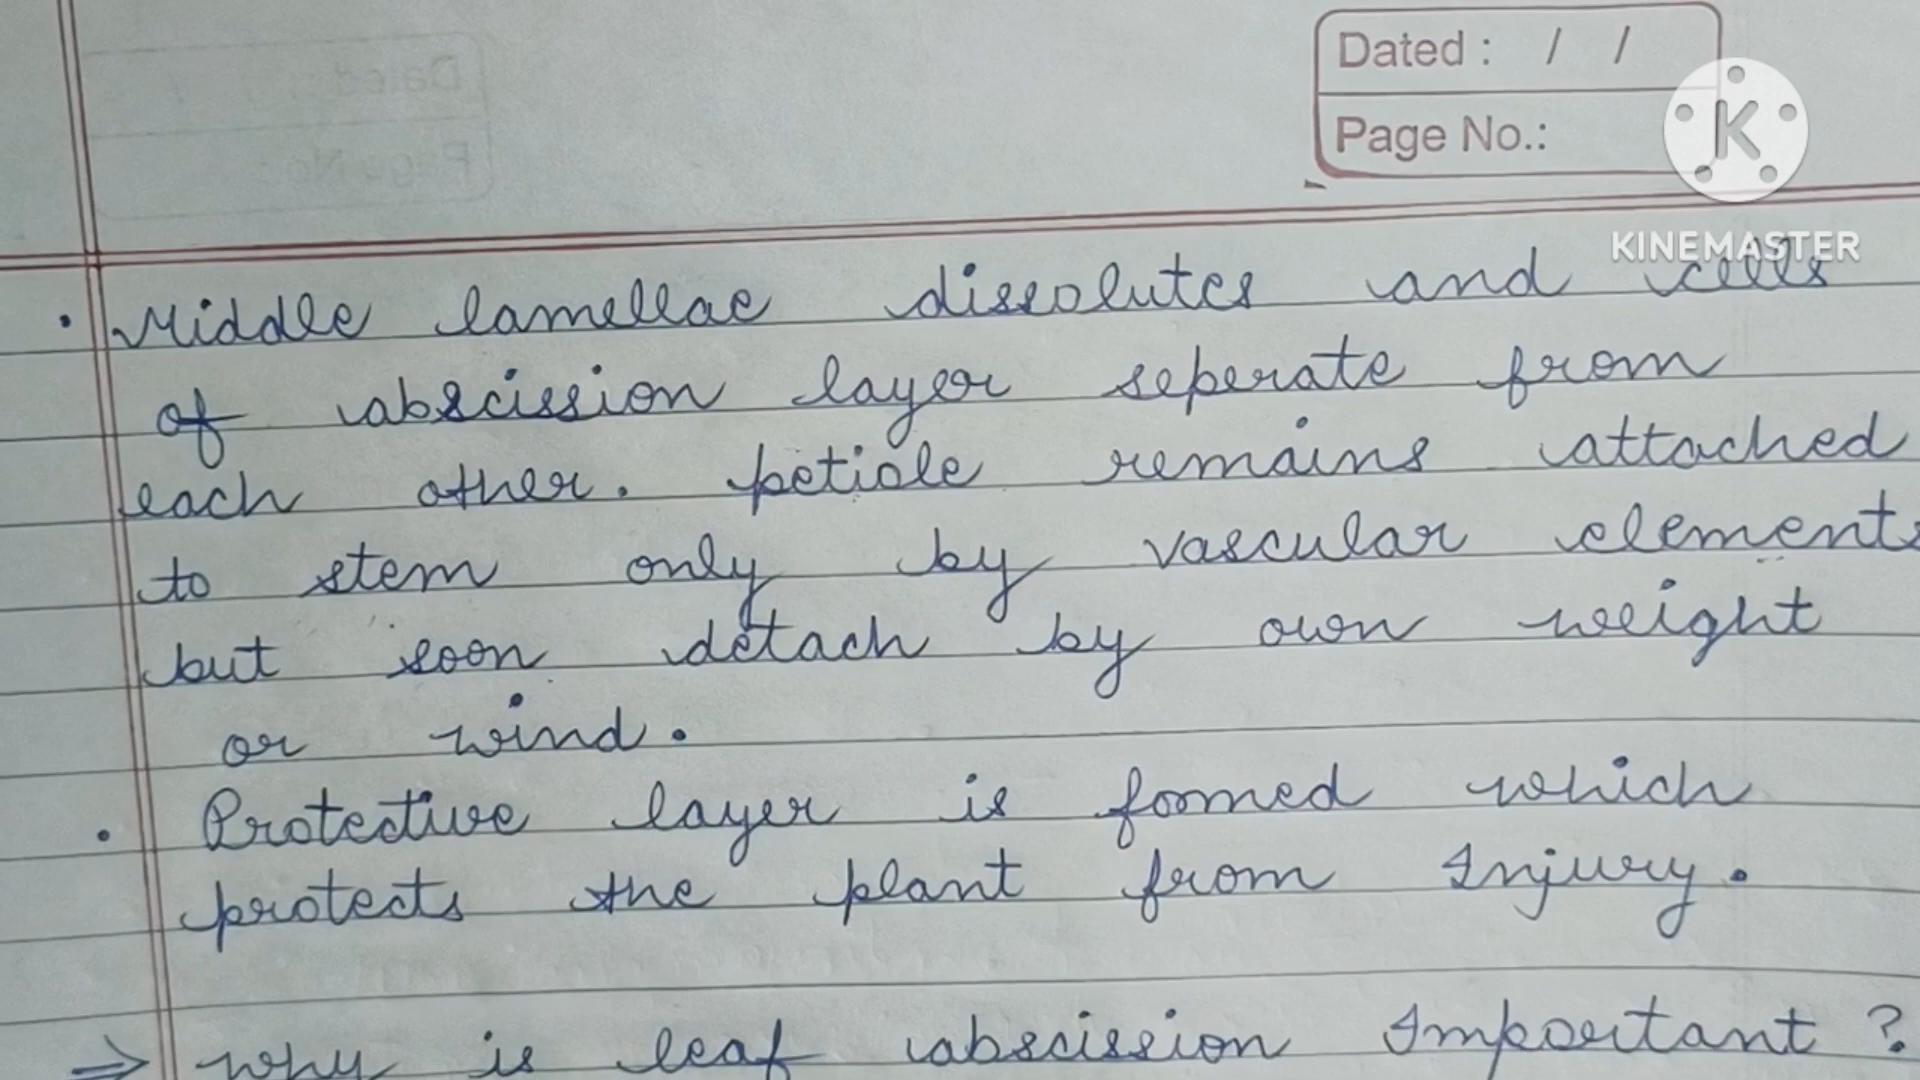 Dated : / /
Page No.:
KINEMASTER
• Middle lamellae dissolutes and cells
of abscission layer seperate from
each other. petiole remains attached
to stem only by vascular elements
but soon detach by own weight
or wind.
• Protective layer is formed which
protects the plant from Injury.
⇒ why is leaf abscission Important ?